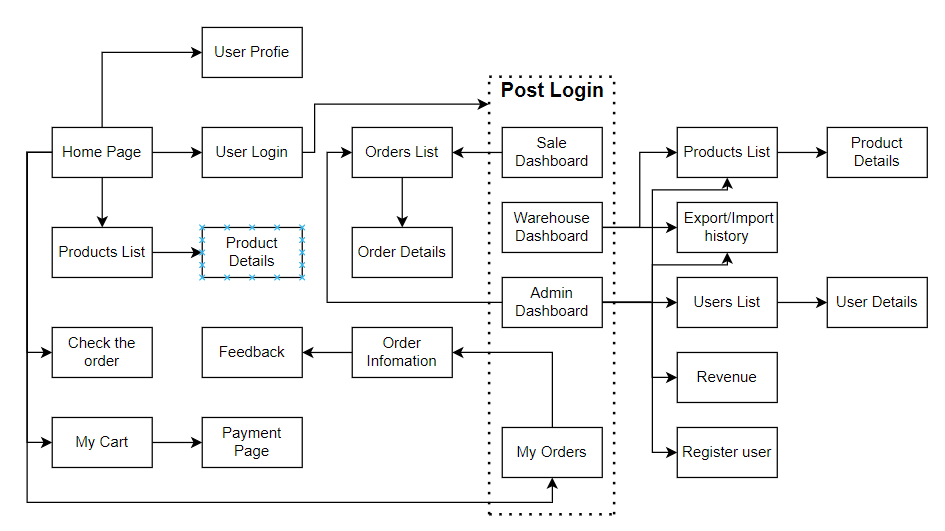 User Profie
Post Login
Home Page
User Login
Orders List
Sale
Dashboard
Products List
Product
Details
Products List
Product
Details
Order Details
Warehouse
Dashboard
Export/Import
history
Admin
Dashboard
Users List
User Details
Check the
order
Feedback
Order
Infomation
Revenue
My Cart
Payment
Page
My Orders
Register user